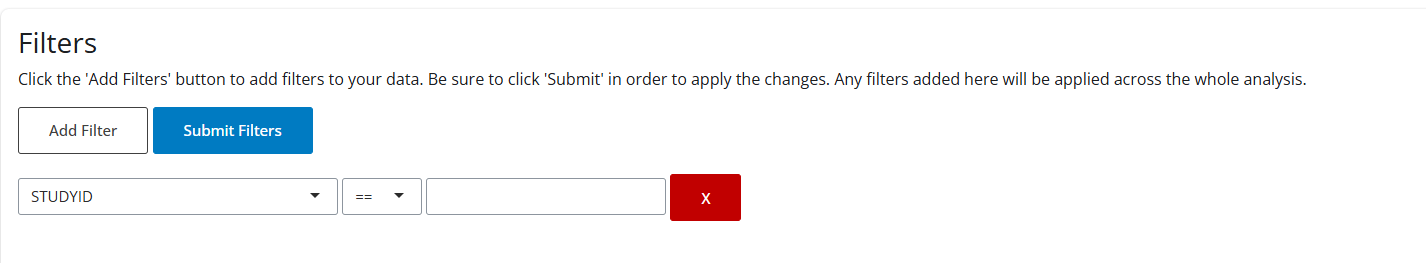 Filters
Click the 'Add Filters' button to add filters to your data. Be sure to click 'Submit' in order to apply the changes. Any filters added here will be applied across the whole analysis.
Add Filter Submit Filters
STUDYID == X